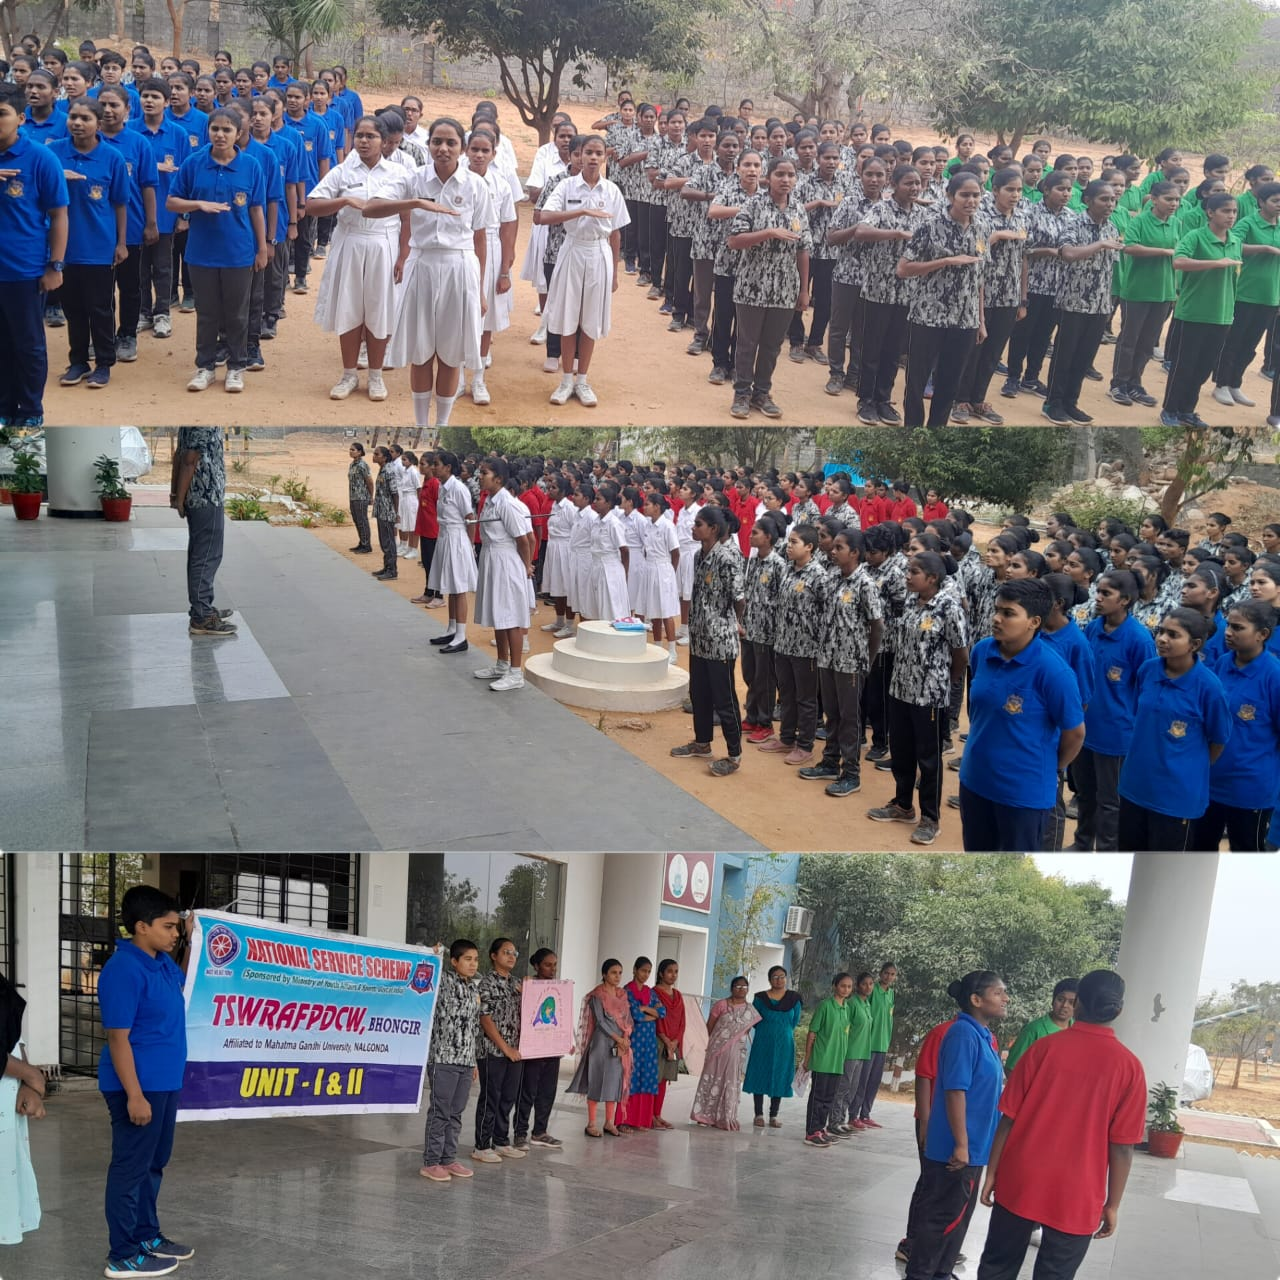 NATIONAL SERVICE SCHEME
(Sponsored by Ministry of Youth Affairs & Sports, Govt. of India)
TSWRAFPDCW, BHONGIR
Affiliated to Mahatma Gandhi University, NALGONDA
UNIT - I & II